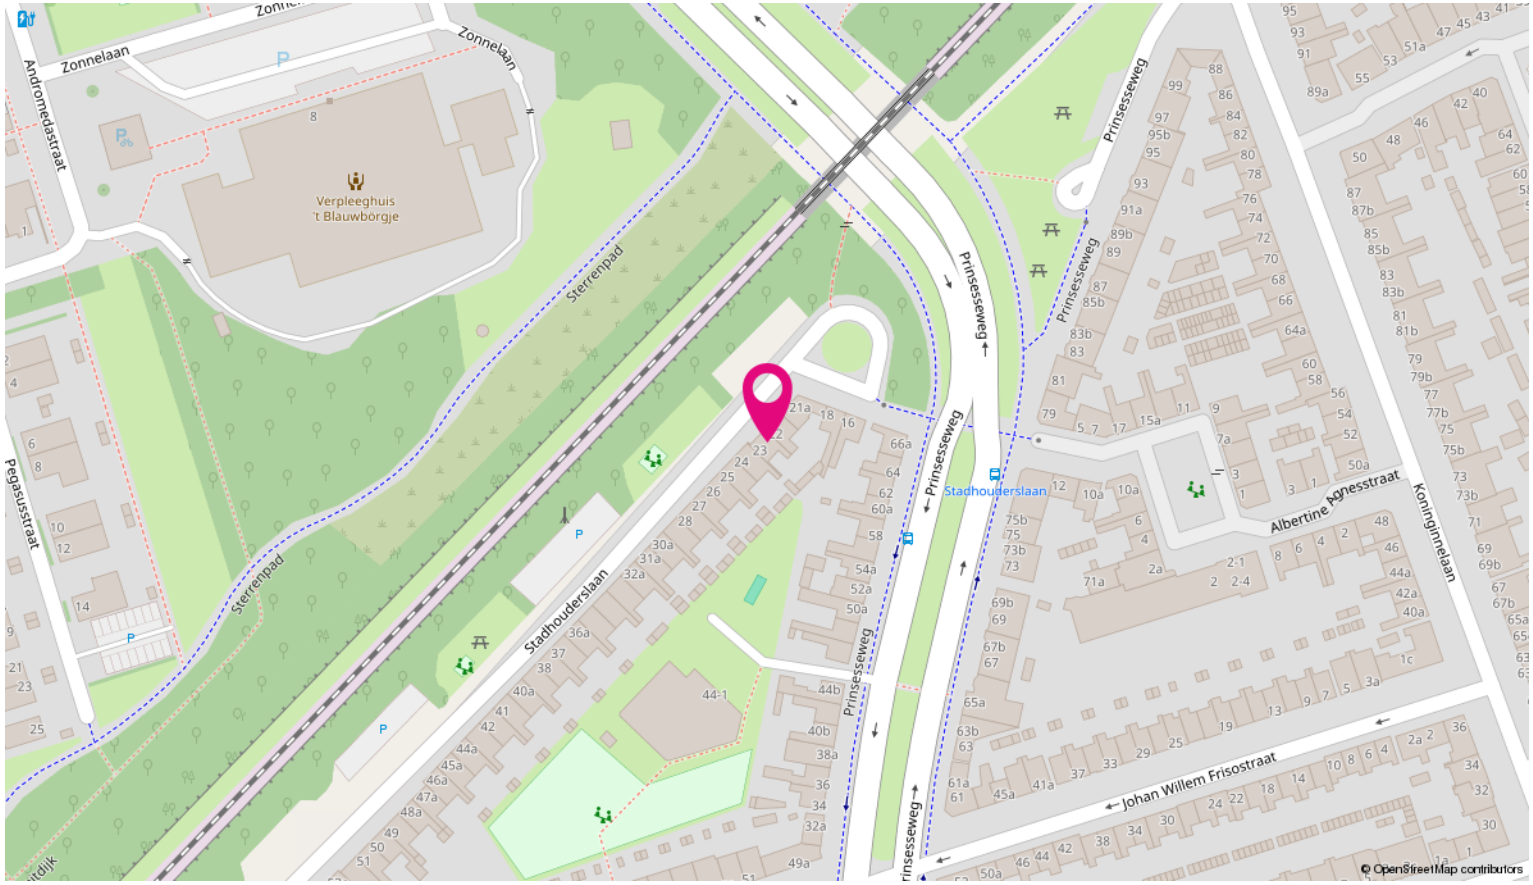 Zonnelaan
Zonnelaan
Zonnelaan
Andromedastraat
P
8
Verpleeghuis
't Blauwbörgje
1
Sterrenpad
Prinsesseweg
99
88
86
84
97
95b
95
82
80
78
93
76
91a
74
89b
72
89
70
87
68
85b
66
83b
64a
83
60
58
81
56
79
54
52
50a
95
93
91
89a
55
53
51a
47
45
43
41
42
40
46
48
50
64
62
60
58
87
87b
85
85b
83
83b
81
81b
79
79b
77
77b
75
73
73b
71
69
69b
67
67b
65a
65
63
Prinsesseweg
Prinsesseweg
21a
18
16
22
23
24
25
26
27
28
30a
31a
32a
36a
37
38
40a
41
42
44a
45a
46a
47a
48a
49
50
51
66a
64
62
60a
58
54a
52a
50a
Prinsesseweg
Stadhouderslaan
5
7
17
15a
11
9
7a
3
1
3
1
Albertine Agnesstraat
Koninginnelaan
12
10a
10a
6
4
2a
2
2-1
2-4
8
6
4
2
48
46
44a
42a
40a
75b
75
73b
73
71a
69b
69
67b
67
65a
63b
63
61a
61
P
Stadhouderslaan
P
P
Sterrenpad
Pegasusstraat
2
4
6
8
10
12
14
9
21
23
25
44-1
44b
40b
38a
36
34
32a
49a
51
Prinsesseweg
Prinsesseweg
1c
3a
5
7
9
13
19
25
29
33
37
41a
45a
Johan Willem Frisostraat
36
34
32
30
2a
2
4
6
8
10
14
18
22
24
30
34
38
42
44
46
50a
1a
1
3
itdijk
© OpenStreetMap contributors